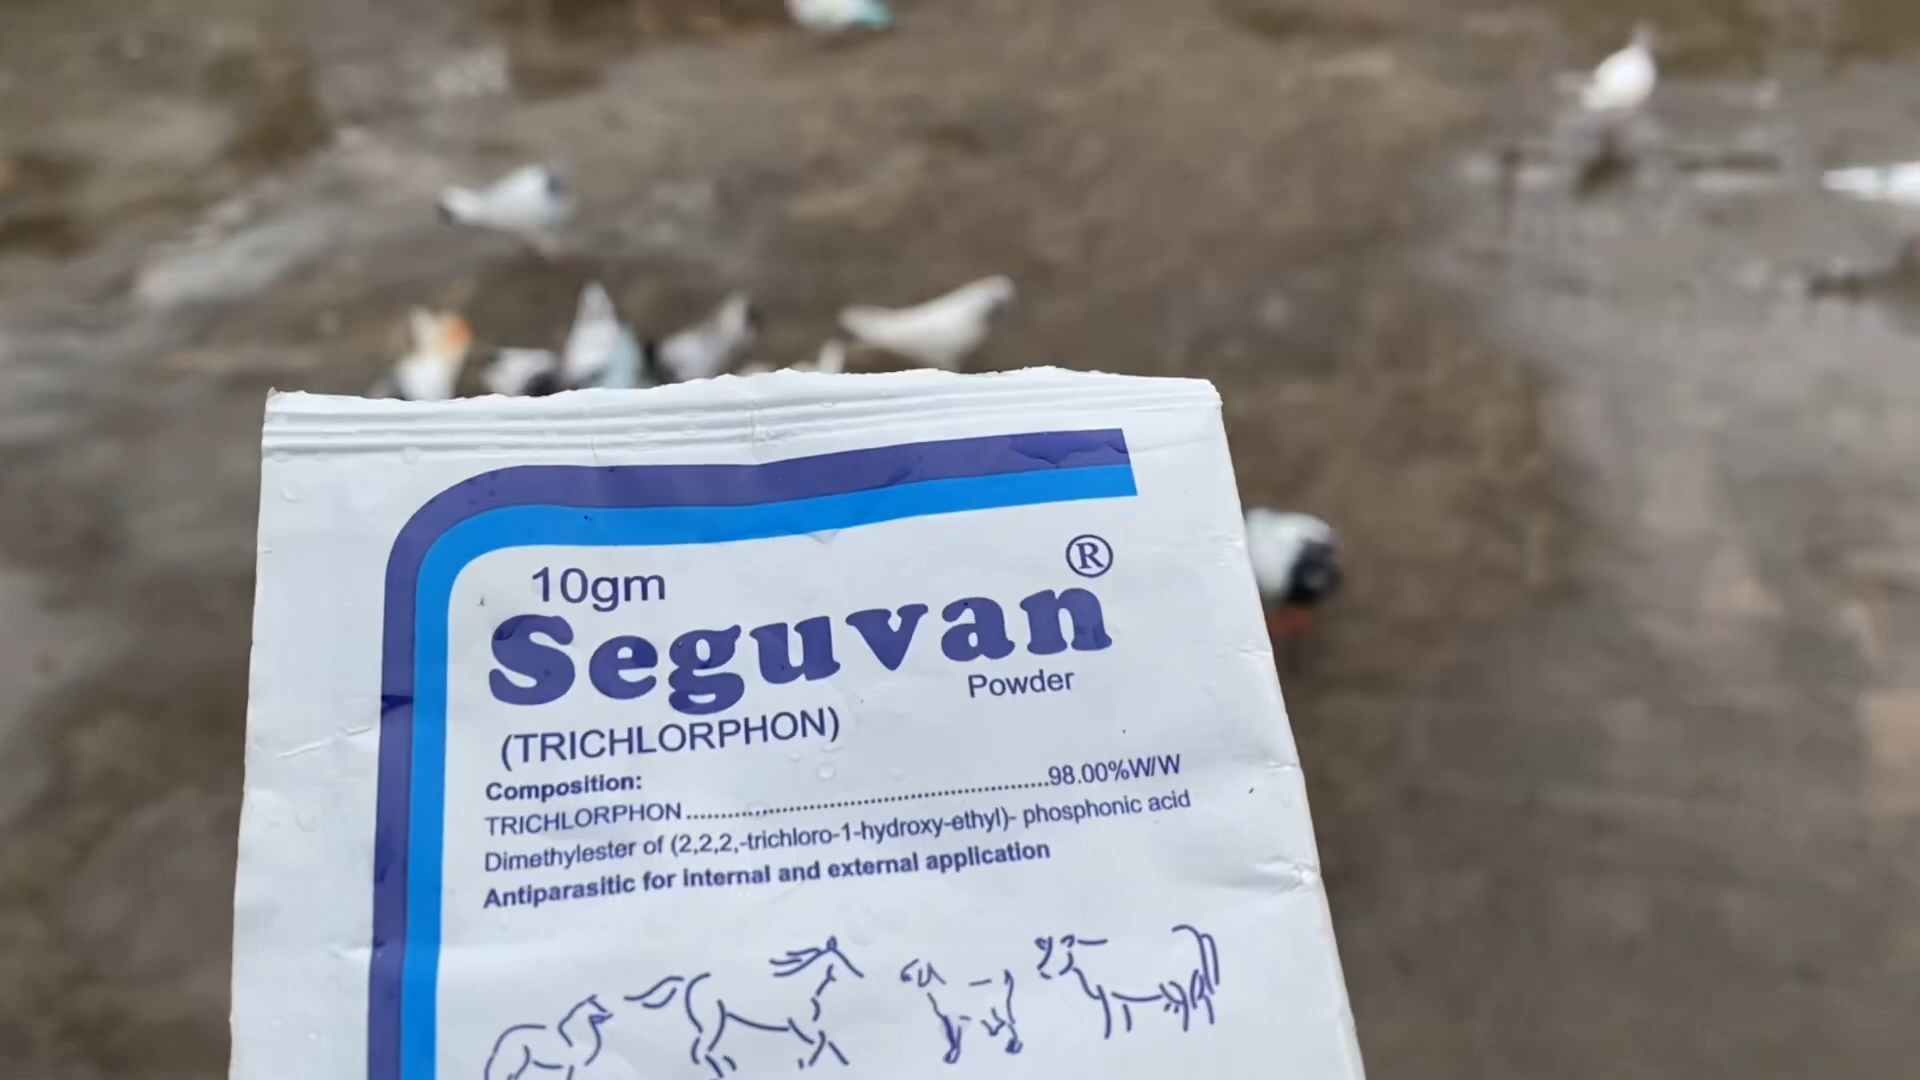 10gm
Seguvan®
Powder
(TRICHLORPHON)
Composition:
TRICHLORPHON..................................................98.00%W/W
Dimethylester of (2,2,2,-trichloro-1-hydroxy-ethyl)- phosphonic acid
Antiparasitic for internal and external application